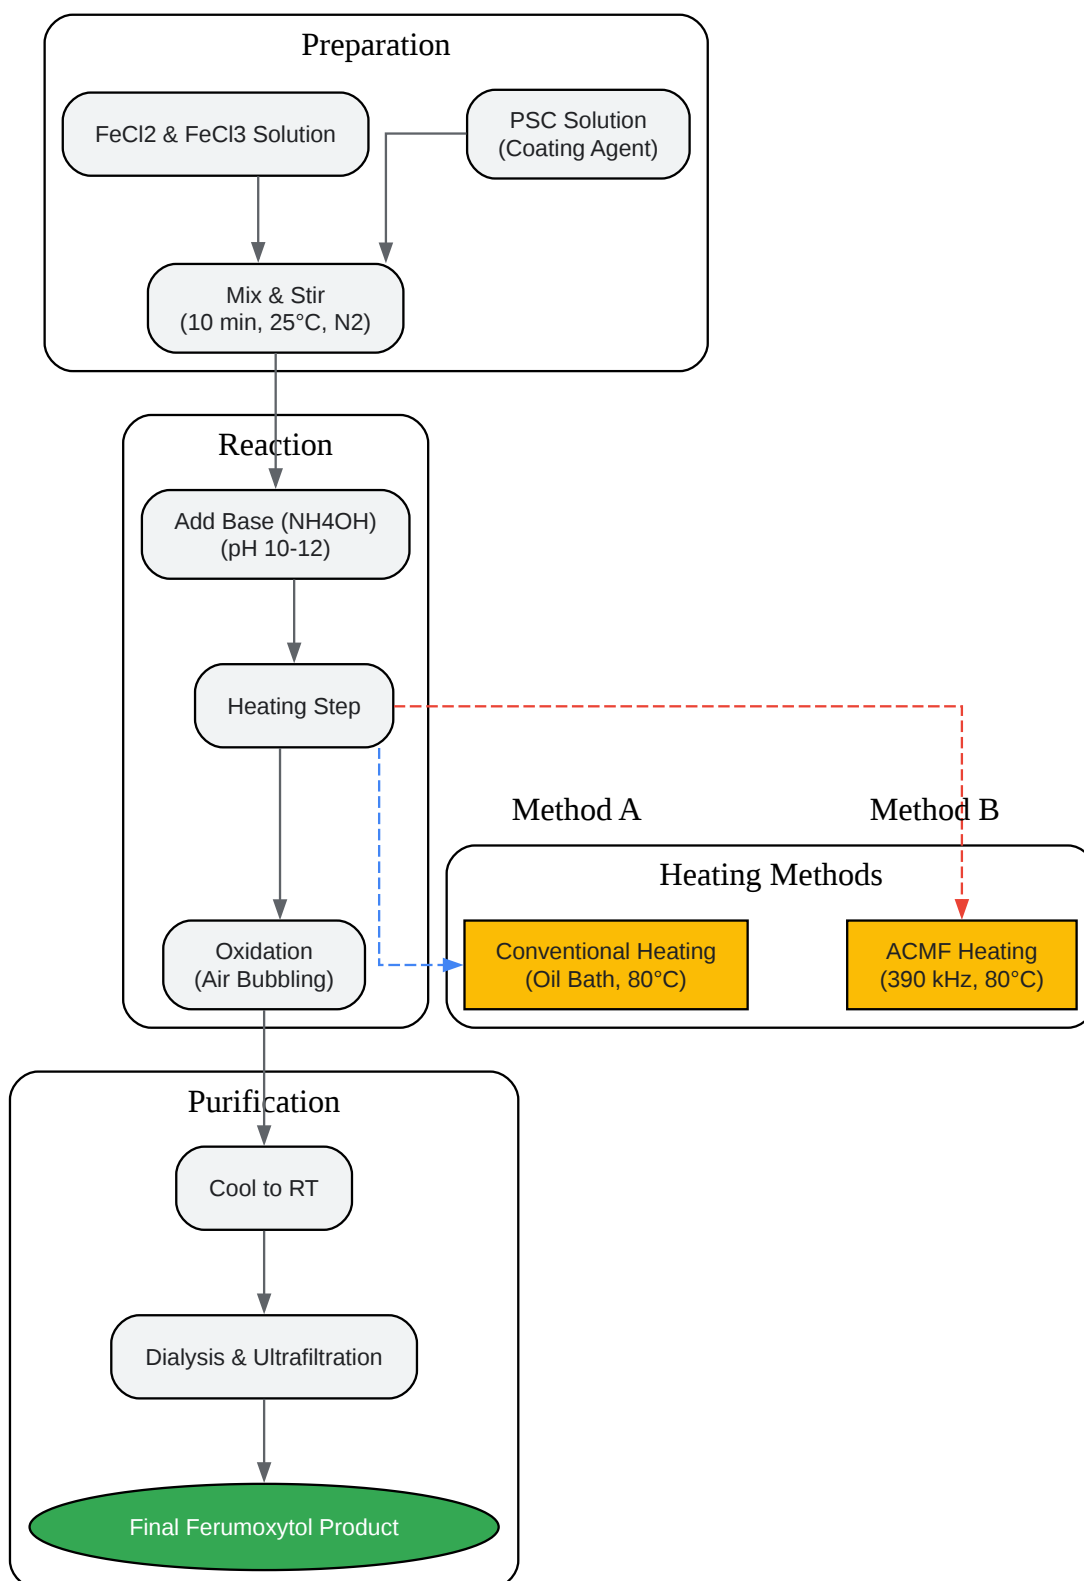 Preparation
FeCl2 & FeCl3 Solution
PSC Solution
(Coating Agent)
Mix & Stir
(10 min, 25°C, N2)
Reaction
Add Base (NH4OH)
(pH 10-12)
Heating Step
Method A
Method B
Heating Methods
Oxidation
(Air Bubbling)
Conventional Heating
(Oil Bath, 80°C)
ACMF Heating
(390 kHz, 80°C)
Purification
Cool to RT
Dialysis & Ultrafiltration
Final Ferumoxytol Product